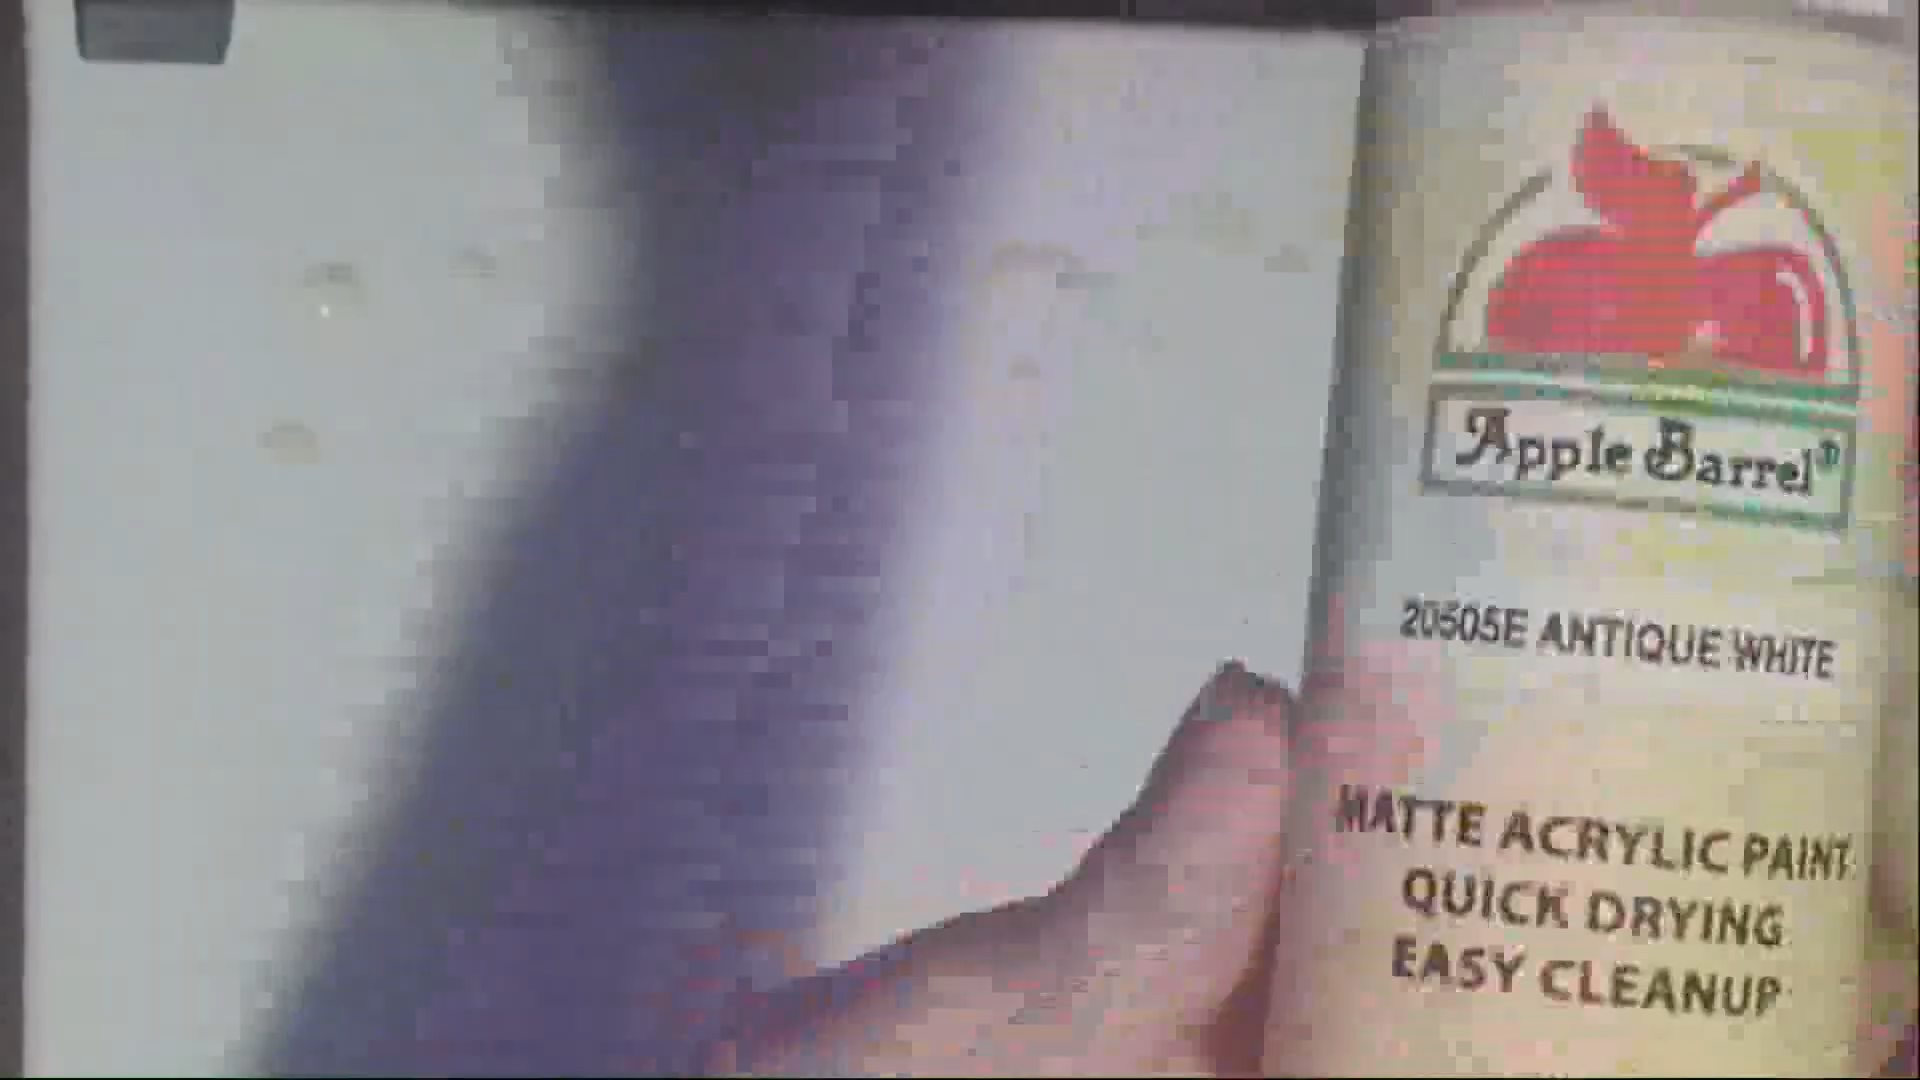 Apple Barrel®
20505E ANTIQUE WHITE
MATTE ACRYLIC PAINT
QUICK DRYING
EASY CLEANUP